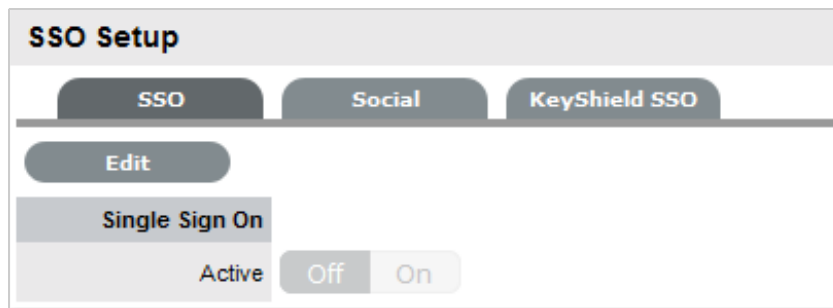 SSO Setup
SSO Social KeyShield SSO
Edit
Single Sign On
Active Off On